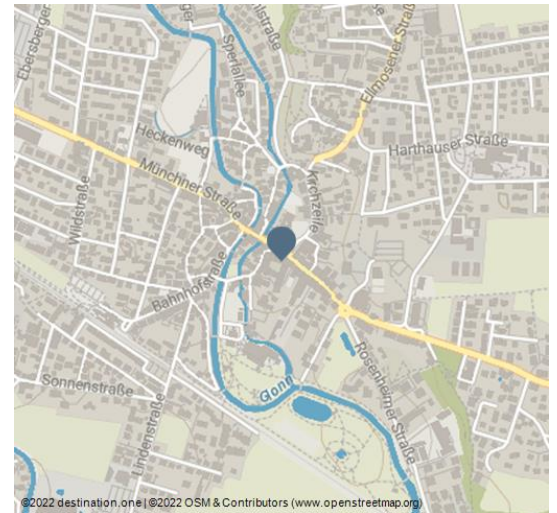 Ebersberger
Sperlallee
Ellmosener Straße
Heckenweg
Harthauser Straße
Münchner Straße
Kirchzeile
Wildstraße
Bahnhofstraße
Rosenheimer Straße
Sonnenstraße
Glonn
Lindenstraße
©2022 destination.one | ©2022 OSM & Contributors (www.openstreetmap.org)